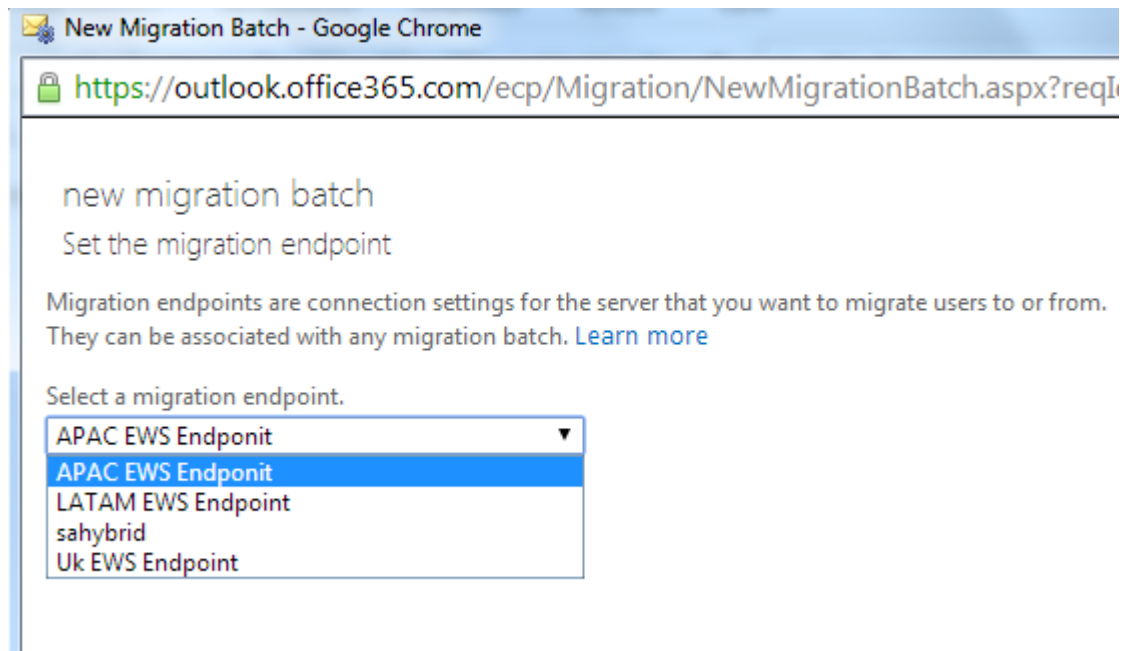 New Migration Batch - Google Chrome
https://outlook.office365.com/ecp/Migration/NewMigrationBatch.aspx?reqI
new migration batch
Set the migration endpoint
Migration endpoints are connection settings for the server that you want to migrate users to or from.
They can be associated with any migration batch. Learn more
Select a migration endpoint.
APAC EWS Endponit
APAC EWS Endponit
LATAM EWS Endpoint
sahybrid
Uk EWS Endpoint